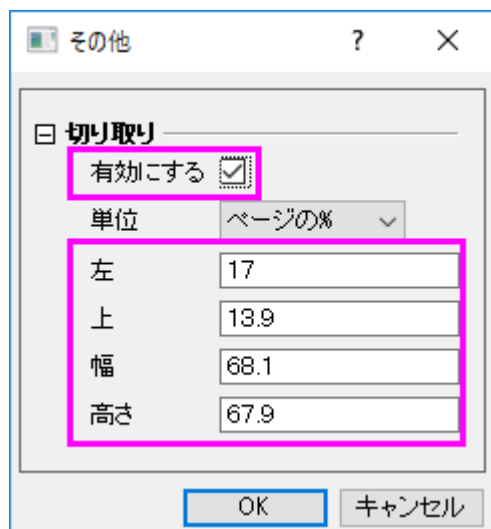 その他 ? ×
切り取り
有効にする
単位 ページの%
左 17
上 13.9
幅 68.1
高さ 67.9
OK キャンセル